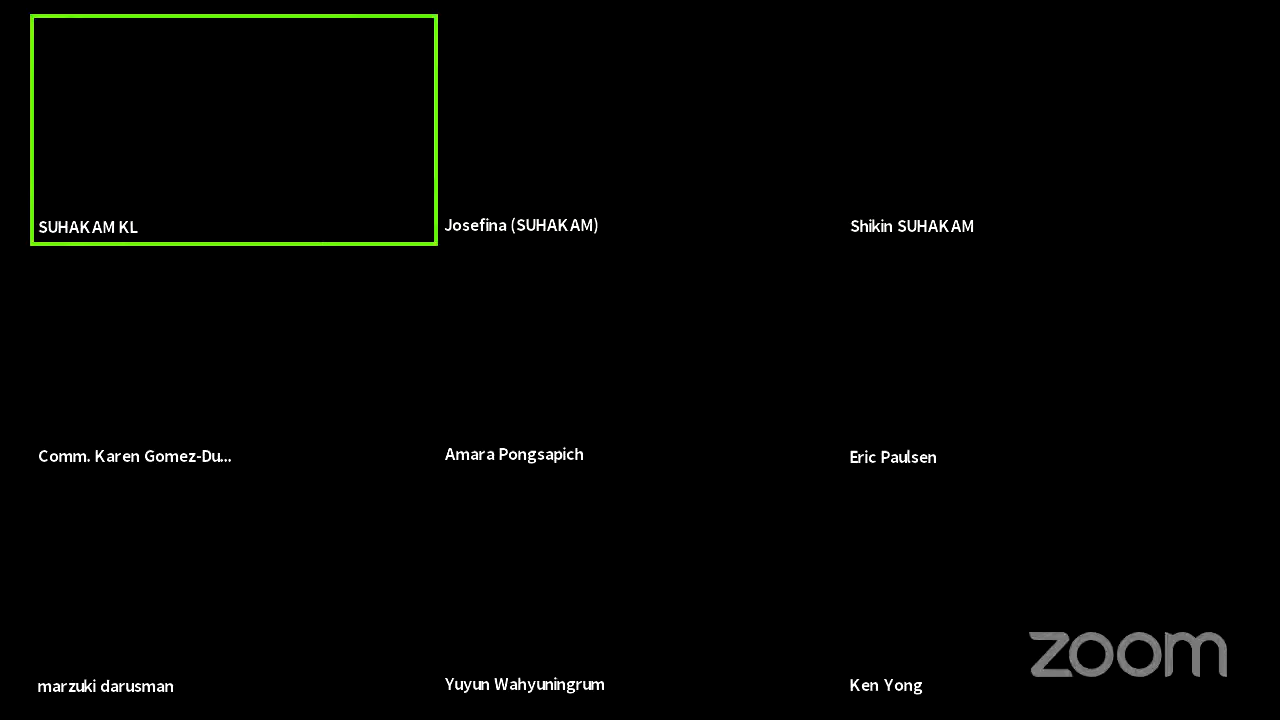 SUHAKAM KL
Josefina (SUHAKAM)
Shikin SUHAKAM
Comm. Karen Gomez-Du...
Amara Pongsapich
Eric Paulsen
marzuki darusman
Yuyun Wahyuningrum
Ken Yong
zoom